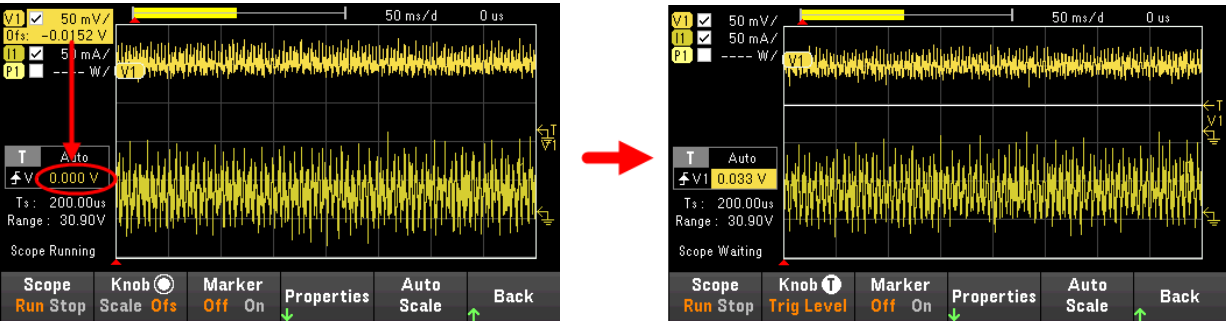 V1 50 mV/ 50 ms/d 0 us
Ofs: -0.0152 V
I1 50 mA/
P1 ---- W/ V1
T
1
T Auto
V 0.000 V
Ts : 200.00us
Range : 30.90V
Scope Running
Scope Knob Marker Properties Auto Back
Run Stop Scale Ofs Off On Scale
V1 50 mV/ 50 ms/d 0 us
I1 50 mA/
P1 ---- W/ V1
T
V1
T Auto
V1 0.033 V
Ts : 200.00us
Range : 30.90V
Scope Waiting
Scope Knob T Marker Properties Auto Back
Run Stop Trig Level Off On Scale